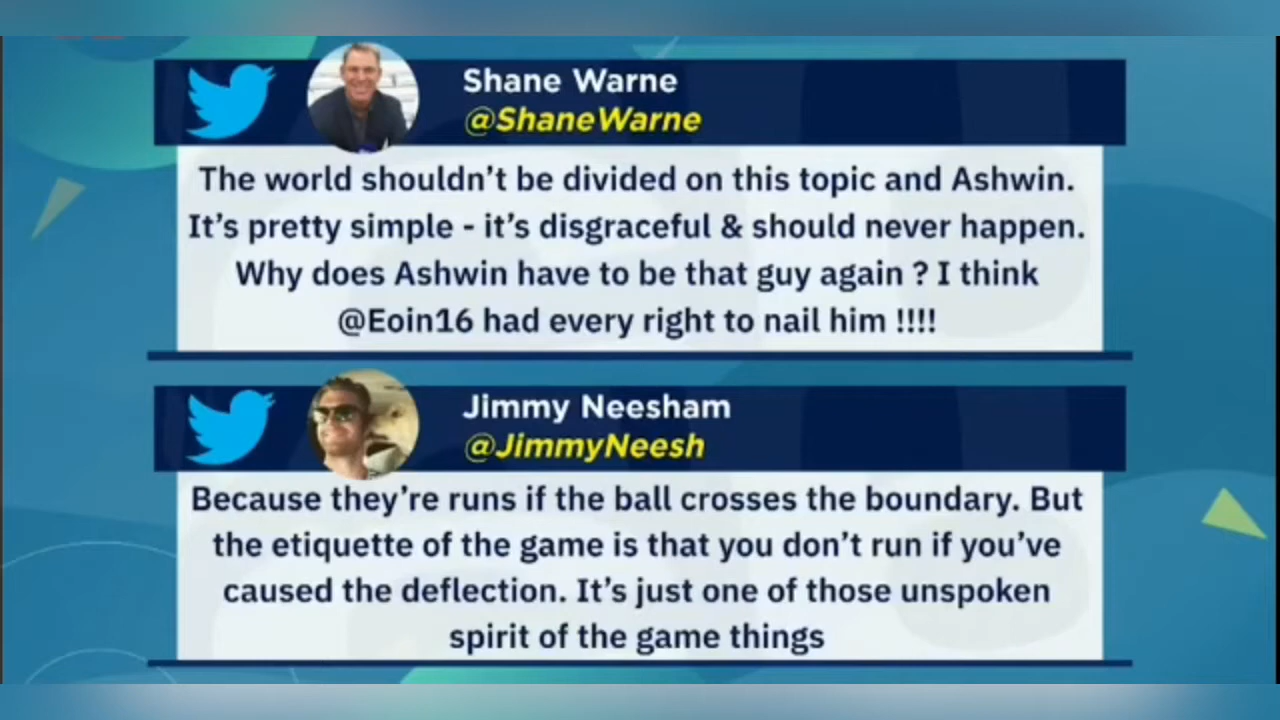 Shane Warne
@ShaneWarne
The world shouldn't be divided on this topic and Ashwin.
It's pretty simple - it's disgraceful & should never happen.
Why does Ashwin have to be that guy again ? I think
@Eoin16 had every right to nail him !!!!
Jimmy Neesham
@JimmyNeesh
Because they're runs if the ball crosses the boundary. But
the etiquette of the game is that you don't run if you've
caused the deflection. It's just one of those unspoken
spirit of the game things